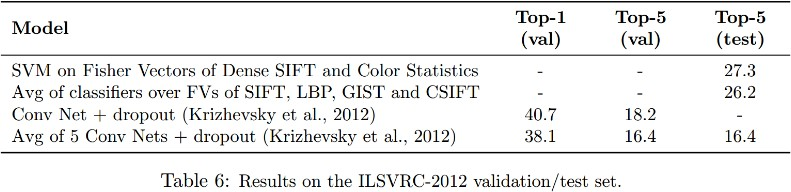 Model Top-1 (val) Top-5 (val) Top-5 (test)
SVM on Fisher Vectors of Dense SIFT and Color Statistics - - 27.3
Avg of classifiers over FVs of SIFT, LBP, GIST and CSIFT - - 26.2
Conv Net + dropout (Krizhevsky et al., 2012) 40.7 18.2 -
Avg of 5 Conv Nets + dropout (Krizhevsky et al., 2012) 38.1 16.4 16.4
Table 6: Results on the ILSVRC-2012 validation/test set.